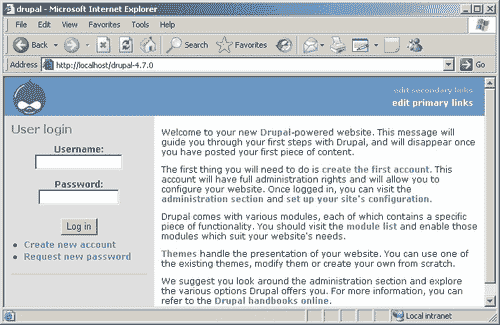 drupal - Microsoft Internet Explorer
File Edit View Favorites Tools Help
Back Search Favorites
Address http://localhost/drupal-4.7.0 Go
edit secondary links
edit primary links
User login
Username:
Password:
Log in
Create new account
Request new password
Welcome to your new Drupal-powered website. This message will
guide you through your first steps with Drupal, and will disappear once
you have posted your first piece of content.
The first thing you will need to do is create the first account. This
account will have full administration rights and will allow you to
configure your website. Once logged in, you can visit the
administration section and set up your site's configuration.
Drupal comes with various modules, each of which contains a specific
piece of functionality. You should visit the module list and enable those
modules which suit your website's needs.
Themes handle the presentation of your website. You can use one of
the existing themes, modify them or create your own from scratch.
We suggest you look around the administration section and explore
the various options Drupal offers you. For more information, you can
refer to the Drupal handbooks online.
Local intranet